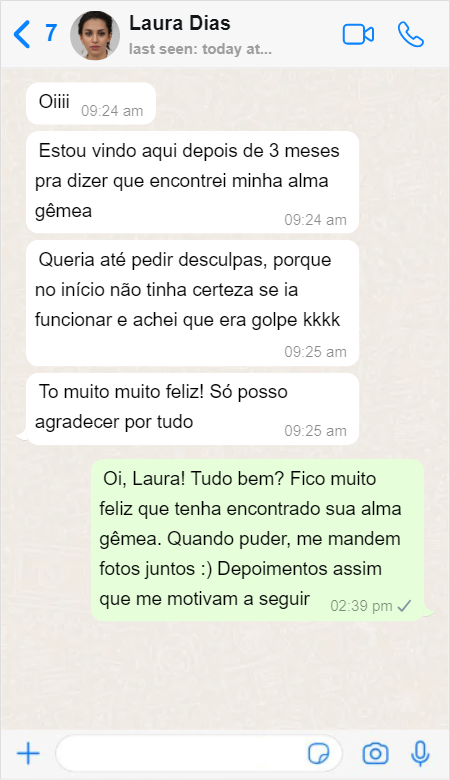 7
Laura Dias
last seen: today at...
Oiiii
09:24 am
Estou vindo aqui depois de 3 meses
pra dizer que encontrei minha alma
gêmea
09:24 am
Queria até pedir desculpas, porque
no início não tinha certeza se ia
funcionar e achei que era golpe kkkk
09:25 am
To muito muito feliz! Só posso
agradecer por tudo
09:25 am
Oi, Laura! Tudo bem? Fico muito
feliz que tenha encontrado sua alma
gêmea. Quando puder, me mandem
fotos juntos :) Depoimentos assim
que me motivam a seguir
02:39 pm